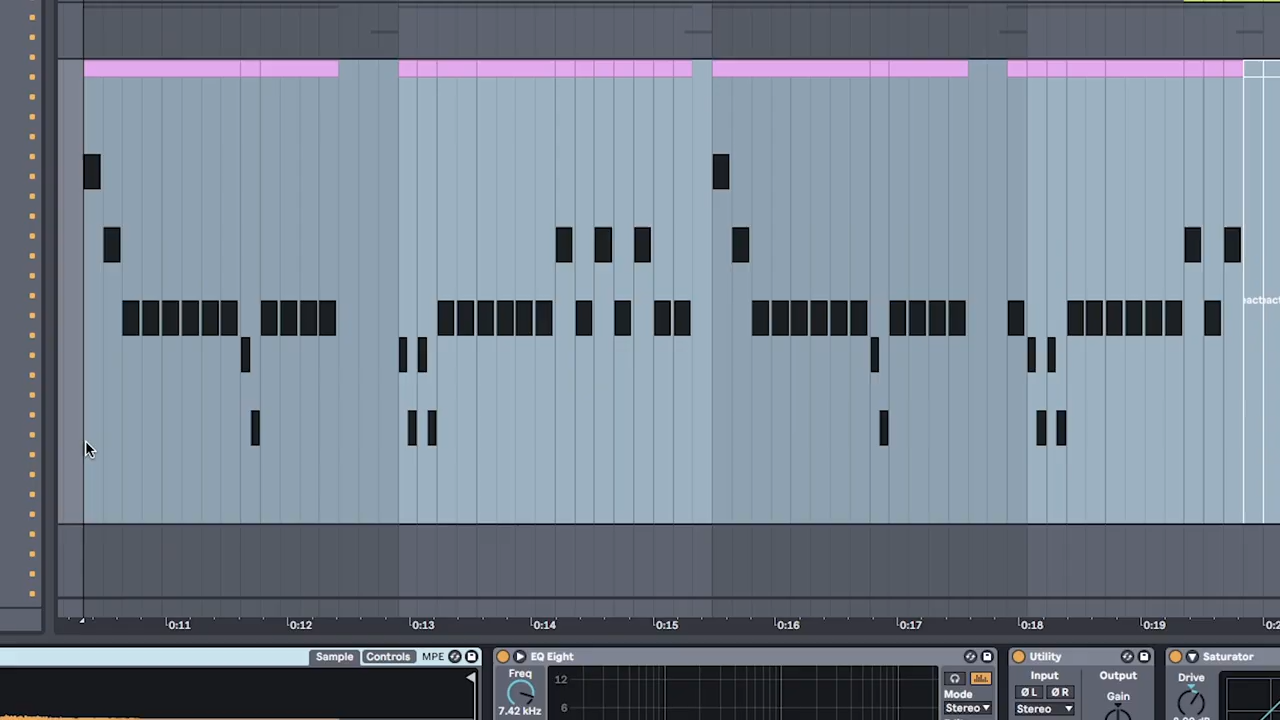 actcact
0:11 0:12 0:13 0:14 0:15 0:16 0:17 0:18 0:19
Sample Controls MPE
EQ Eight
Utility
Saturator
Freq
7.42 kHz
12
6
Mode
Stereo
Input
Ø L Ø R
Stereo
Output
Gain
Drive